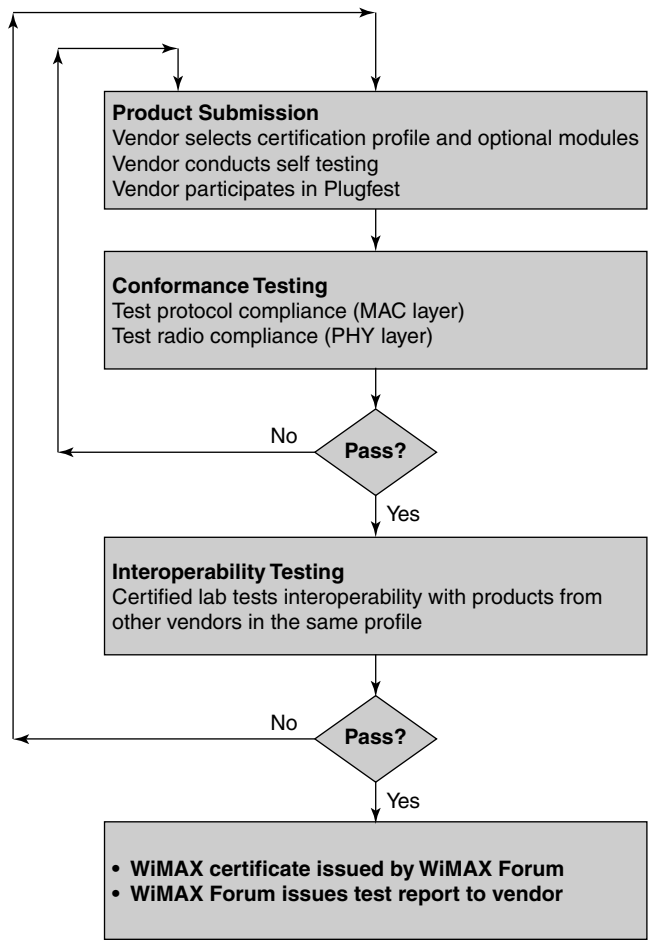 Product Submission
Vendor selects certification profile and optional modules
Vendor conducts self testing
Vendor participates in Plugfest
Conformance Testing
Test protocol compliance (MAC layer)
Test radio compliance (PHY layer)
No
Pass?
Yes
Interoperability Testing
Certified lab tests interoperability with products from
other vendors in the same profile
No
Pass?
Yes
• WiMAX certificate issued by WiMAX Forum
• WiMAX Forum issues test report to vendor